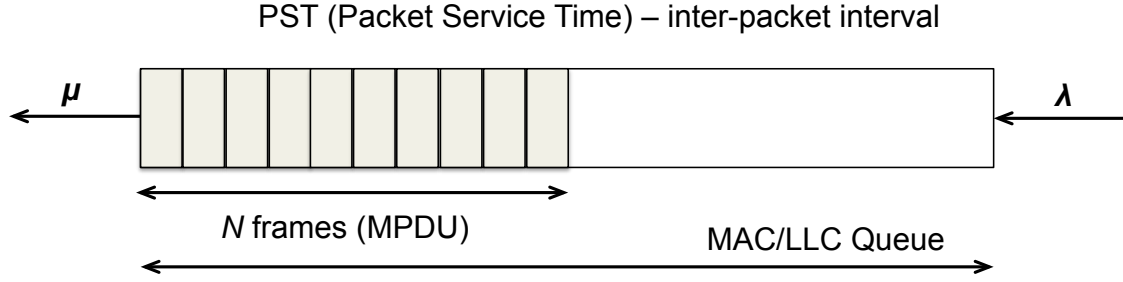 PST (Packet Service Time) – inter-packet interval
μ
λ
N frames (MPDU)
MAC/LLC Queue